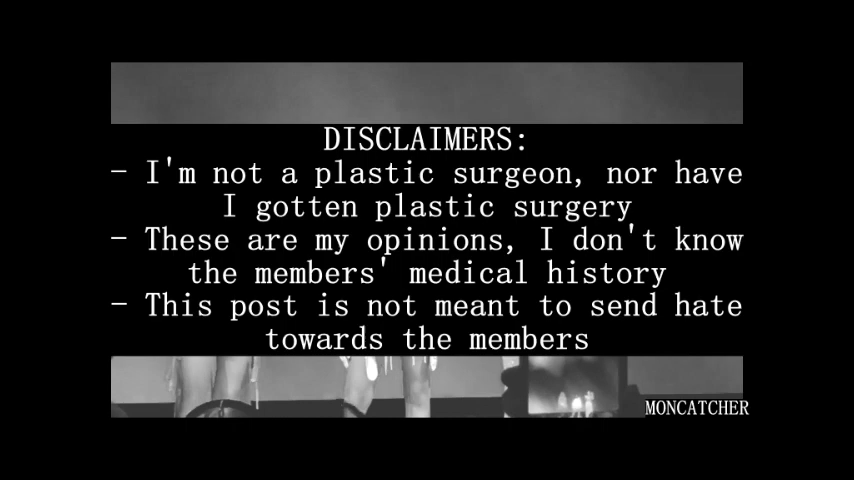 DISCLAIMERS:
- I'm not a plastic surgeon, nor have
I gotten plastic surgery
- These are my opinions, I don't know
the members' medical history
- This post is not meant to send hate
towards the members
MONCATCHER